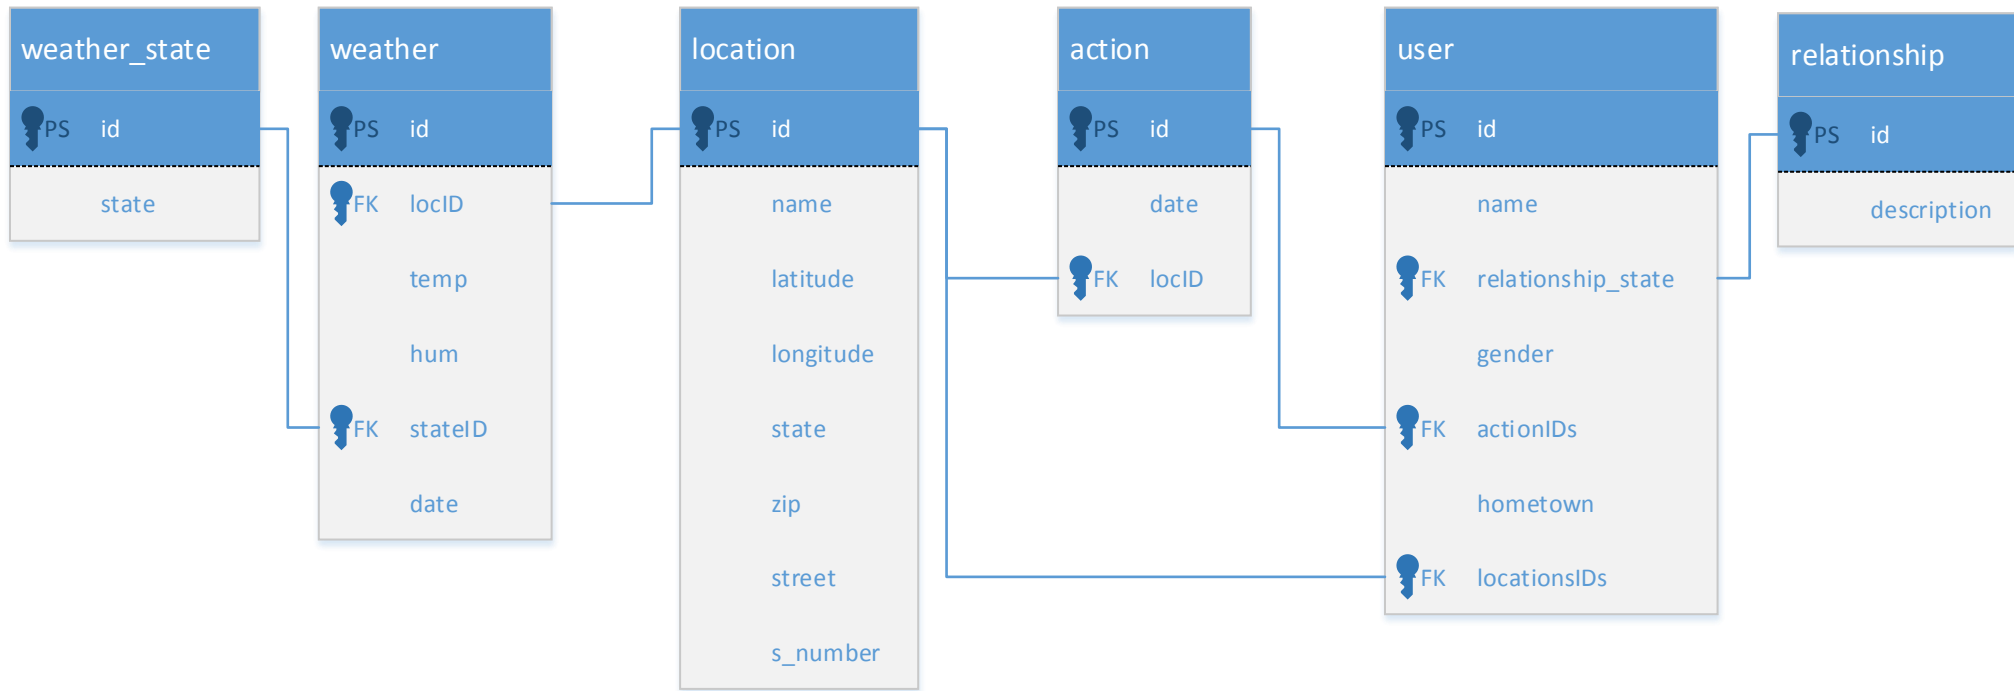 weather_state
PS id
state
weather
PS id
FK locID
temp
hum
FK stateID
date
location
PS id
name
latitude
longitude
state
zip
street
s_number
action
PS id
date
FK locID
user
PS id
name
FK relationship_state
gender
FK actionIDs
hometown
FK locationsIDs
relationship
PS id
description